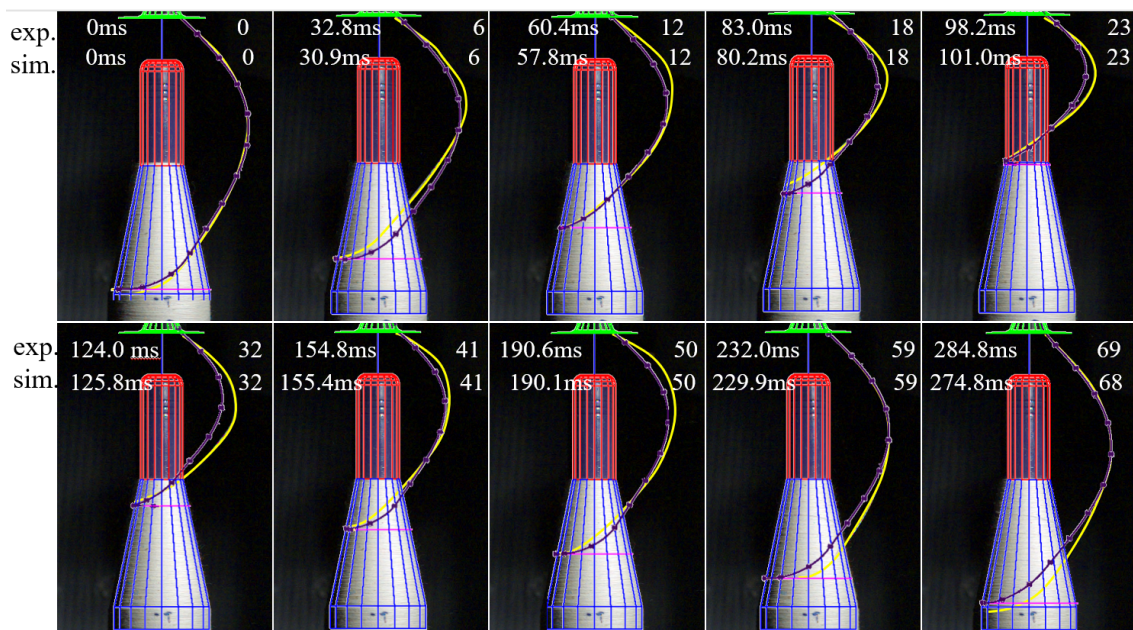 exp. 0ms 0 32.8ms 6 60.4ms 12 83.0ms 18 98.2ms 23
sim. 0ms 0 30.9ms 6 57.8ms 12 80.2ms 18 101.0ms 23
exp. 124.0 ms 32 154.8ms 41 190.6ms 50 232.0ms 59 284.8ms 69
sim. 125.8ms 32 155.4ms 41 190.1ms 50 229.9ms 59 274.8ms 68